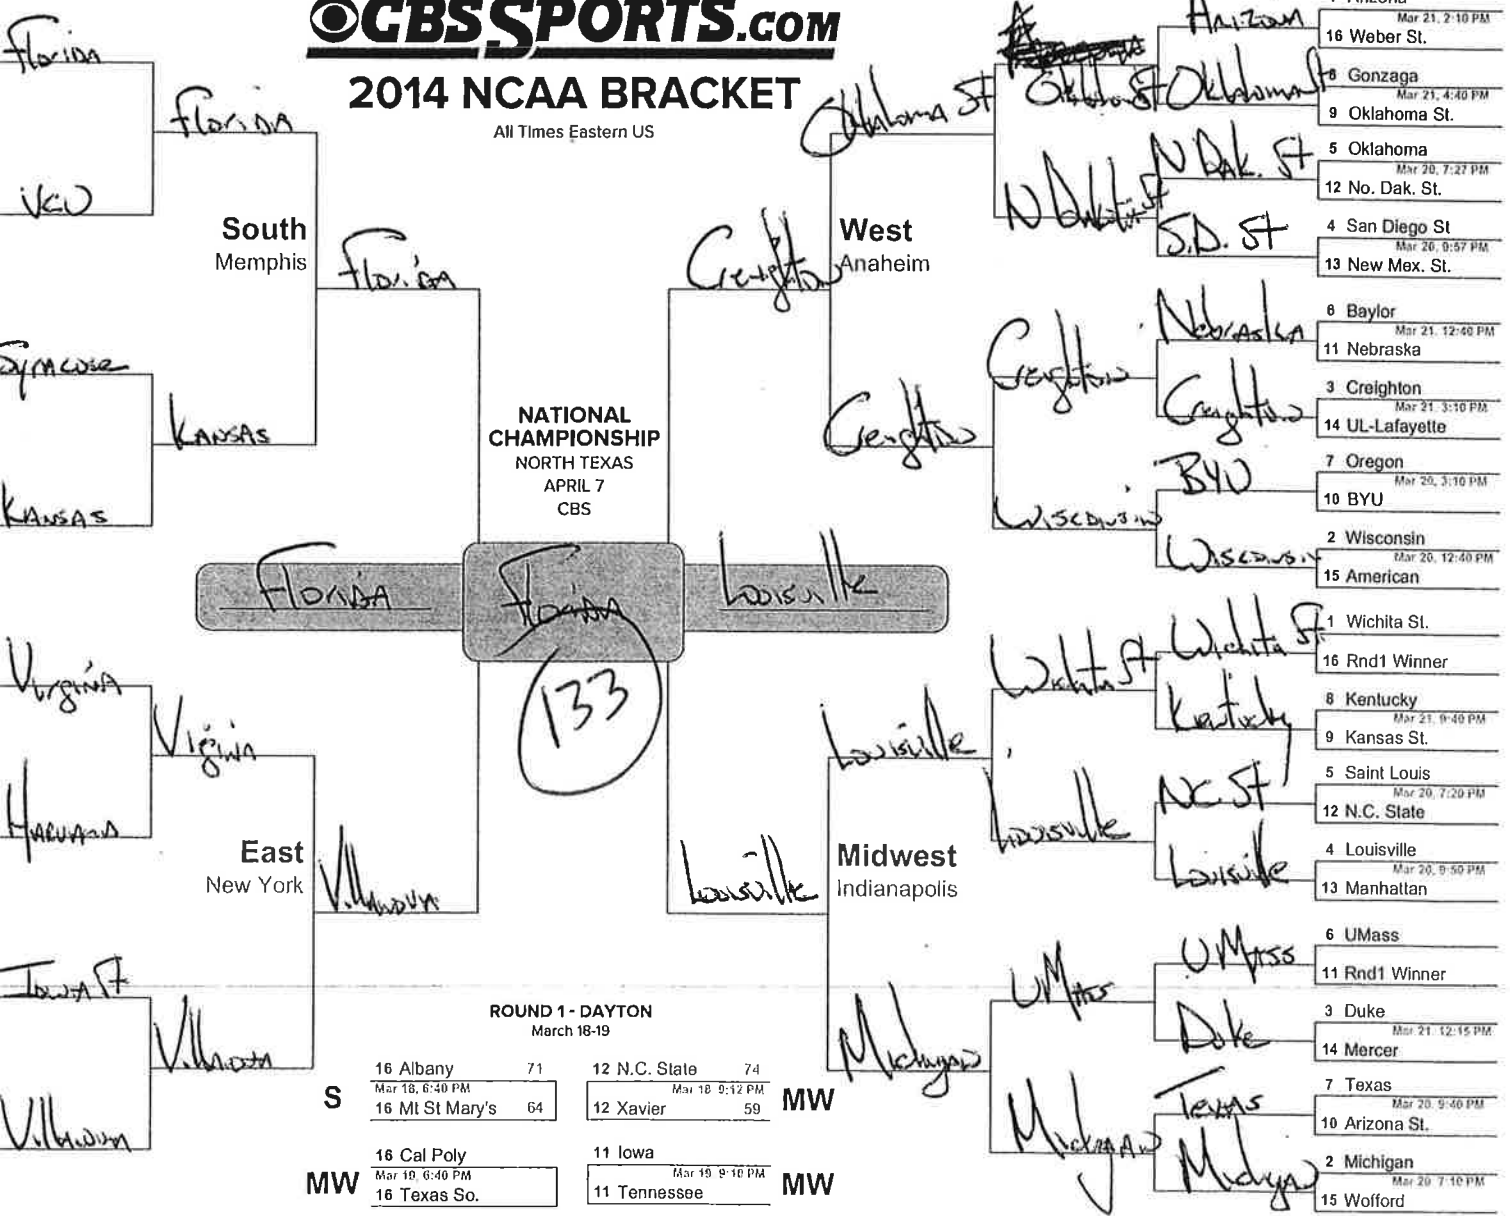 CBSSPORTS.COM
2014 NCAA BRACKET
All Times Eastern US
Florida
VCU
Syracuse
Kansas
Florida
Kansas
South
Memphis
Florida
Virginia
Harvard
Iowa St
Villanova
Virginia
Villanova
East
New York
Villanova
NATIONAL
CHAMPIONSHIP
NORTH TEXAS
APRIL 7
CBS
Florida
Florida
Louisville
133
Creighton
West
Anaheim
Oklahoma St
Creighton
Oklahoma St
N Dakota St
Creighton
Wisconsin
Arizona
Oklahoma St
N Dak. St
S.D. St
Nebraska
Creighton
BYU
Wisconsin
Mar 21, 2:10 PM
16 Weber St.
8 Gonzaga
Mar 21, 4:40 PM
9 Oklahoma St.
5 Oklahoma
Mar 20, 7:27 PM
12 No. Dak. St.
4 San Diego St
Mar 20, 9:57 PM
13 New Mex. St.
6 Baylor
Mar 21, 12:40 PM
11 Nebraska
3 Creighton
Mar 21, 3:10 PM
14 UL-Lafayette
7 Oregon
Mar 20, 3:10 PM
10 BYU
2 Wisconsin
Mar 20, 12:40 PM
15 American
Louisville
Midwest
Indianapolis
Louisville
Michigan
Wichita St
Louisville
UMass
Michigan
Wichita St
Kentucky
NC. St
Louisville
UMass
Duke
Texas
Michigan
1 Wichita St.
16 Rnd1 Winner
8 Kentucky
Mar 21, 9:40 PM
9 Kansas St.
5 Saint Louis
Mar 20, 7:20 PM
12 N.C. State
4 Louisville
Mar 20, 9:50 PM
13 Manhattan
6 UMass
11 Rnd1 Winner
3 Duke
Mar 21, 12:15 PM
14 Mercer
7 Texas
Mar 20, 9:40 PM
10 Arizona St.
2 Michigan
Mar 20, 7:10 PM
15 Wofford
ROUND 1 - DAYTON
March 18-19
S
16 Albany 71
Mar 18, 6:40 PM
16 Mt St Mary's 64
12 N.C. State 74
Mar 18, 9:12 PM
12 Xavier 59
MW
MW
16 Cal Poly
Mar 19, 6:40 PM
16 Texas So.
11 Iowa
Mar 19, 9:10 PM
11 Tennessee
MW